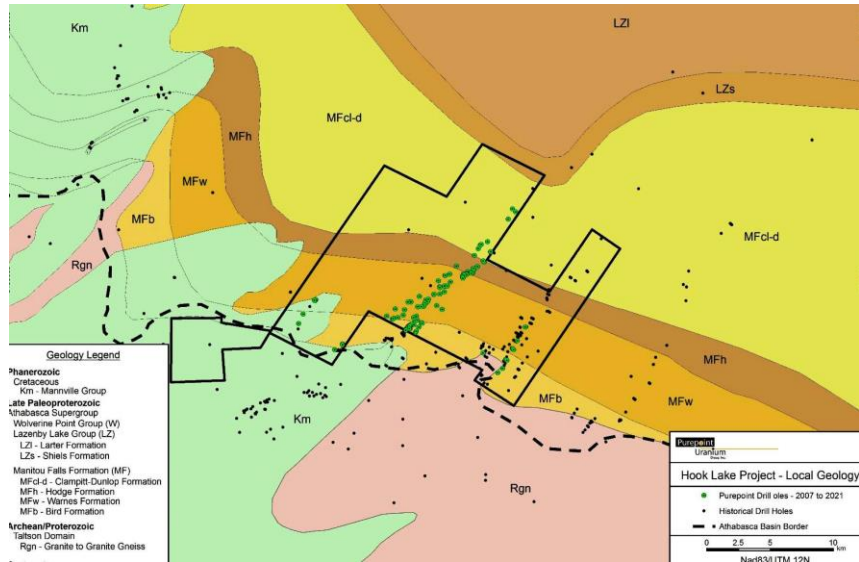 Km
LZl
LZs
MFcl-d
MFh
MFw
MFb
MFcl-d
Rgn
MFh
MFw
MFb
Km
Rgn
Geology Legend
Phanerozoic
Cretaceous
Km - Mannville Group
Late Paleoproterozoic
Athabasca Supergroup
Wolverine Point Group (W)
Lazenby Lake Group (LZ)
LZl - Larter Formation
LZs - Shiels Formation
Manitou Falls Formation (MF)
MFcl-d - Clampitt-Dunlop Formation
MFh - Hodge Formation
MFw - Warnes Formation
MFb - Bird Formation
Archean/Proterozoic
Taltson Domain
Rgn - Granite to Granite Gneiss
Purepoint
Uranium
Hook Lake Project - Local Geology
Purepoint Drill oles - 2007 to 2021
Historical Drill Holes
Athabasca Basin Border
0 2.5 5 10
km
Nad83/UTM 12N